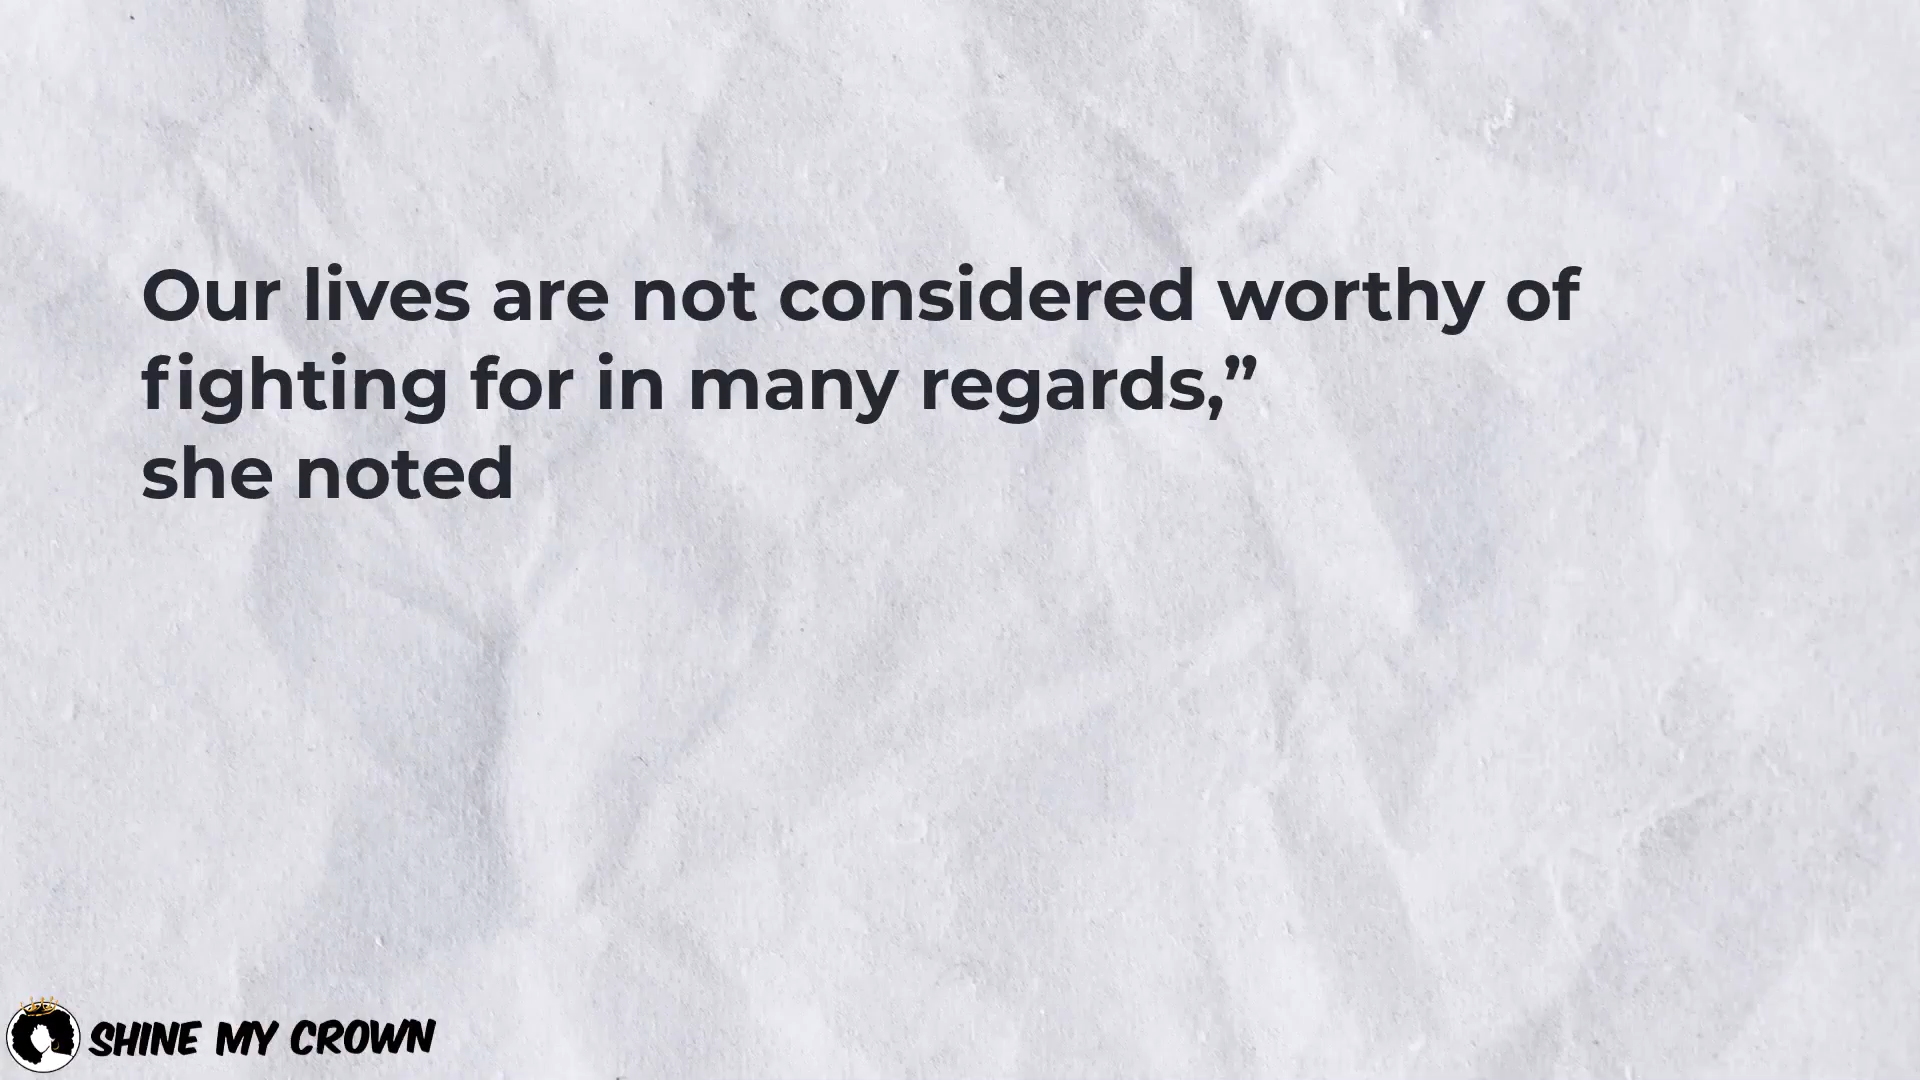 Our lives are not considered worthy of
fighting for in many regards,”
she noted
SHINE MY CROWN